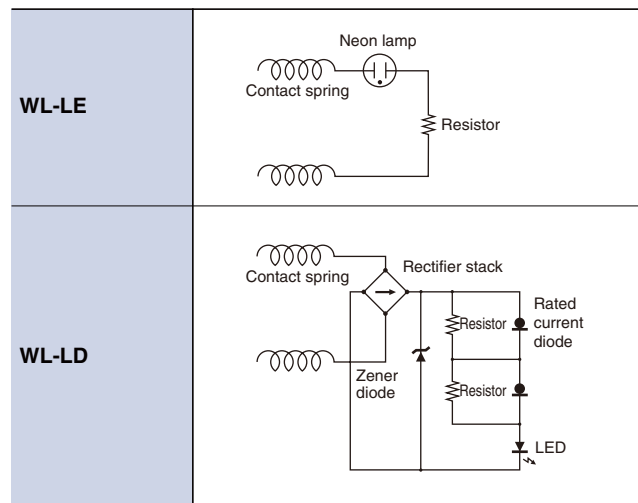 WL-LE
Neon lamp
Contact spring
Resistor
WL-LD
Contact spring
Rectifier stack
Zener
diode
Resistor
Resistor
Rated
current
diode
LED